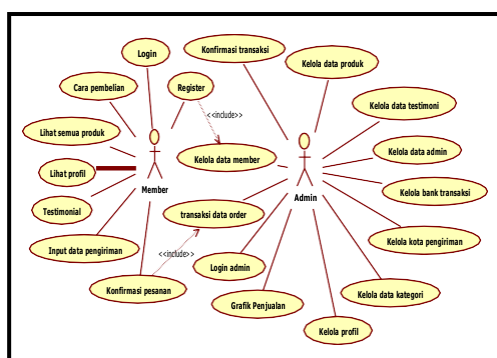 Login
Konfirmasi transaksi
Kelola data produk
Cara pembelian
Register
Kelola data testimoni
<<include>>
Lihat semua produk
Kelola data member
Kelola data admin
Lihat profil
Member
Kelola bank transaksi
Admin
Testimonial
transaksi data order
Input data pengiriman
<<include>>
Login admin
Kelola kota pengiriman
Konfirmasi pesanan
Grafik Penjualan
Kelola data kategori
Kelola profil